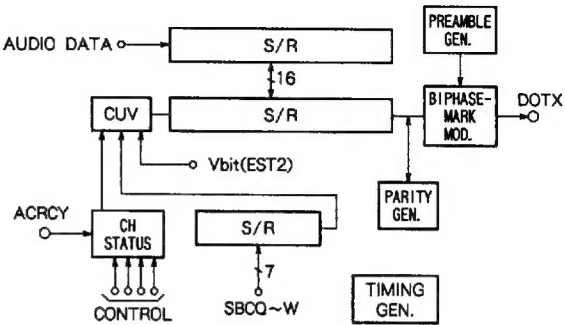 PREAMBLE
GEN.
AUDIO DATA
S/R
16
CUV
S/R
BIPHASE-
MARK
MOD.
DOTX
Vbit(EST2)
PARITY
GEN.
ACRCY
CH
STATUS
S/R
7
TIMING
GEN.
CONTROL
SBCQ~W